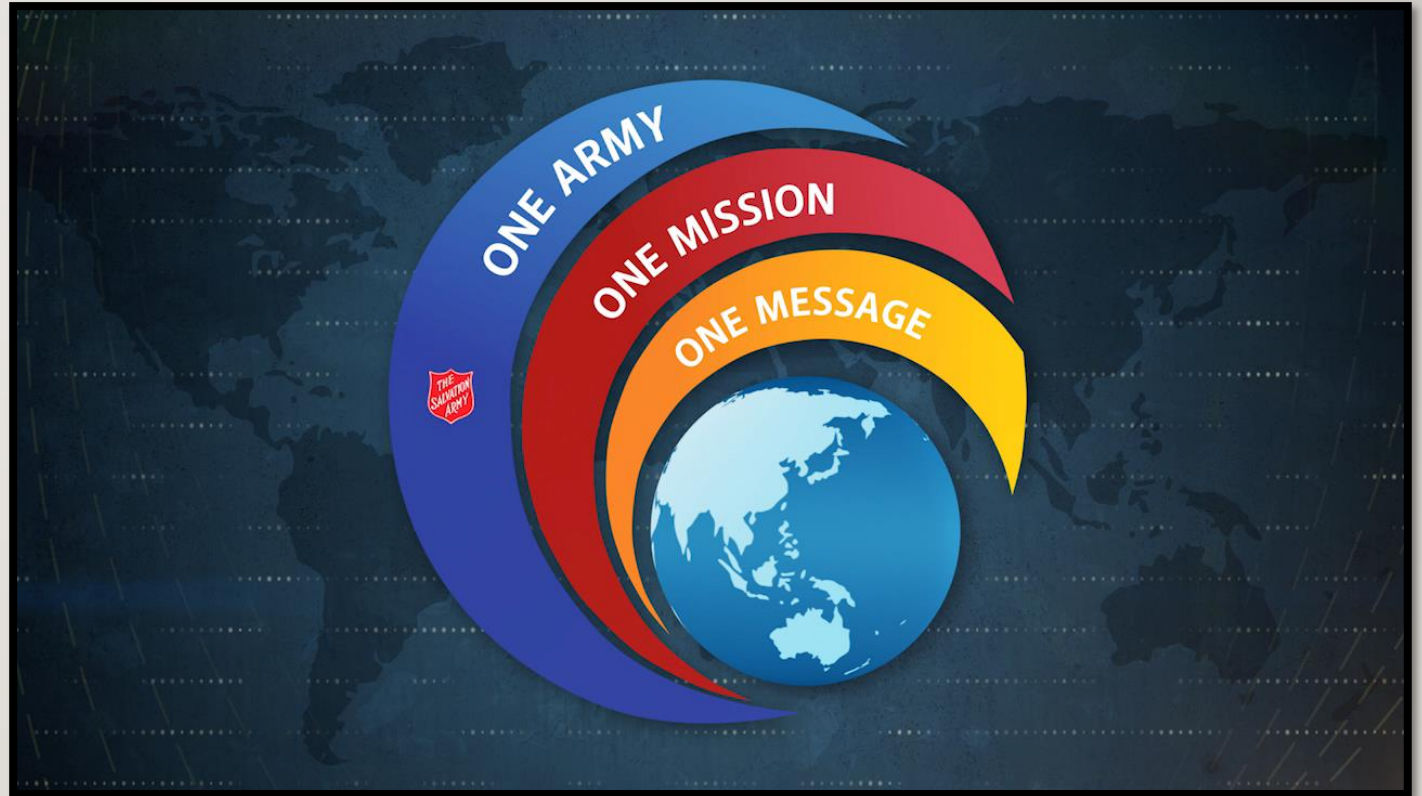 ONE ARMY
ONE MISSION
ONE MESSAGE
THE
SALVATION
ARMY